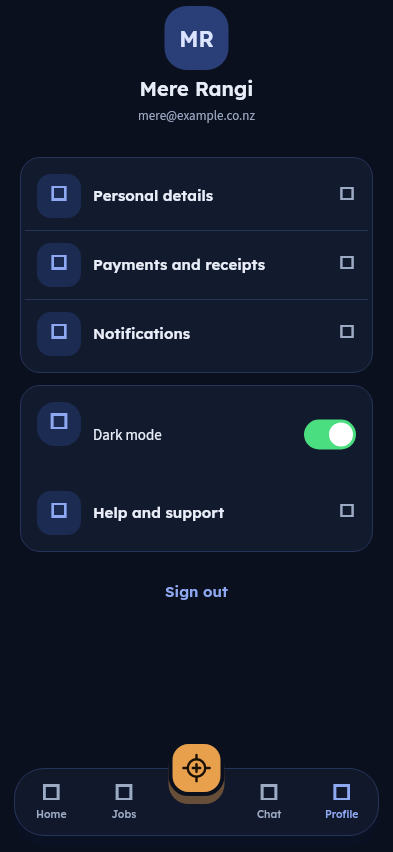 MR
Mere Rangi
mere@example.co.nz
Personal details
Payments and receipts
Notifications
Dark mode
Help and support
Sign out
Home
Jobs
Chat
Profile